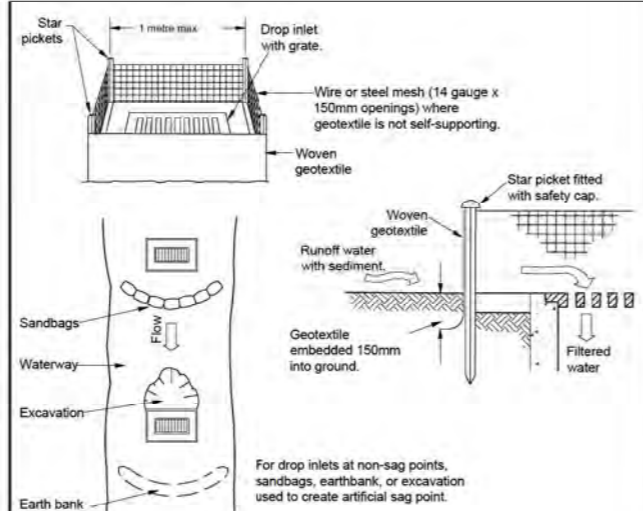 Star
pickets
1 metre max
Drop inlet
with grate.
Wire or steel mesh (14 gauge x
150mm openings) where
geotextile is not self-supporting.
Woven
geotextile
Star picket fitted
with safety cap.
Woven
geotextile
Runoff water
with sediment.
Geotextile
embedded 150mm
into ground.
Filtered
water
Sandbags
Flow
Waterway
Excavation
Earth bank
For drop inlets at non-sag points,
sandbags, earthbank, or excavation
used to create artificial sag point.